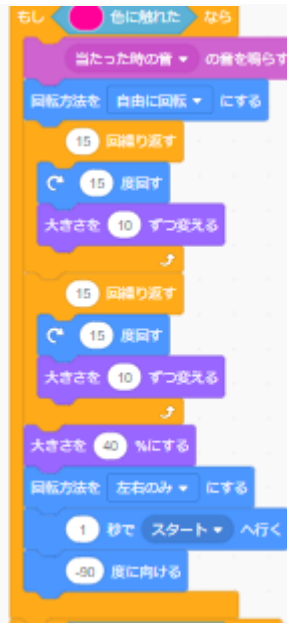 もし 色に触れた なら
当たった時の音 の音を鳴らす
回転方法を 自由に回転 にする
15 回繰り返す
15 度回す
大きさを 10 ずつ変える
15 回繰り返す
15 度回す
大きさを 10 ずつ変える
大きさを 40 %にする
回転方法を 左右のみ にする
1 秒で スタート へ行く
-90 度に向ける